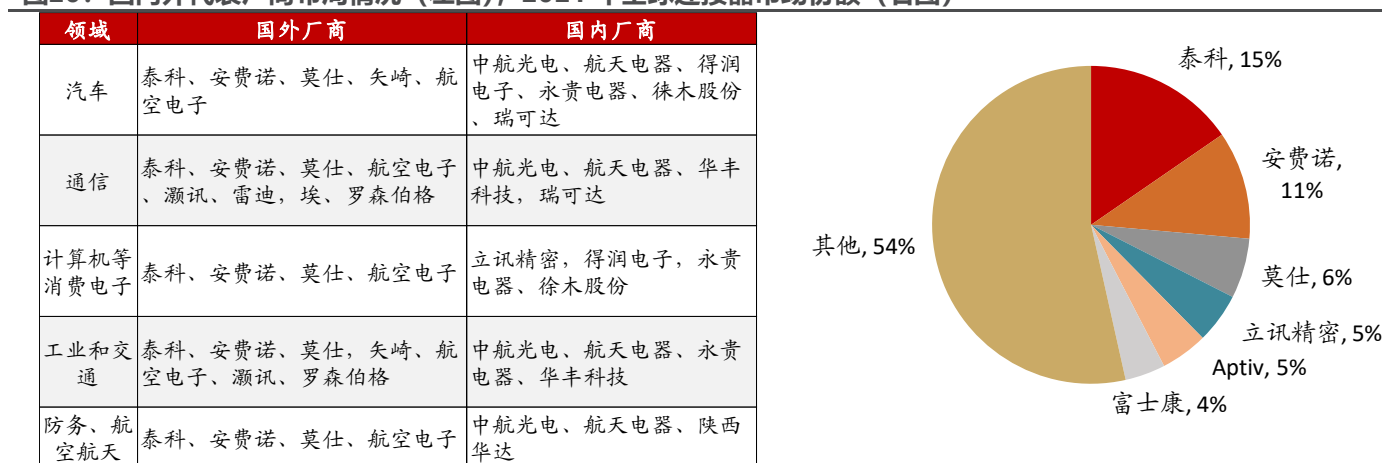 领域 国外厂商 国内厂商
汽车
泰科、安费诺、莫仕、矢崎、航
空电子
中航光电、航天电器、得润
电子、永贵电器、徕木股份
、瑞可达
通信
泰科、安费诺、莫仕、航空电子
、灏讯、雷迪，埃、罗森伯格
中航光电、航天电器、华丰
科技，瑞可达
计算机等
消费电子
泰科、安费诺、莫仕、航空电子
立讯精密，得润电子，永贵
电器、徐木股份
工业和交
通
泰科、安费诺、莫仕，矢崎、航
空电子、灏讯、罗森伯格
中航光电、航天电器、永贵
电器、华丰科技
防务、航
空航天
泰科、安费诺、莫仕、航空电子
中航光电、航天电器、陕西
华达
泰科, 15%
安费诺,
11%
莫仕, 6%
立讯精密, 5%
Aptiv, 5%
富士康, 4%
其他, 54%